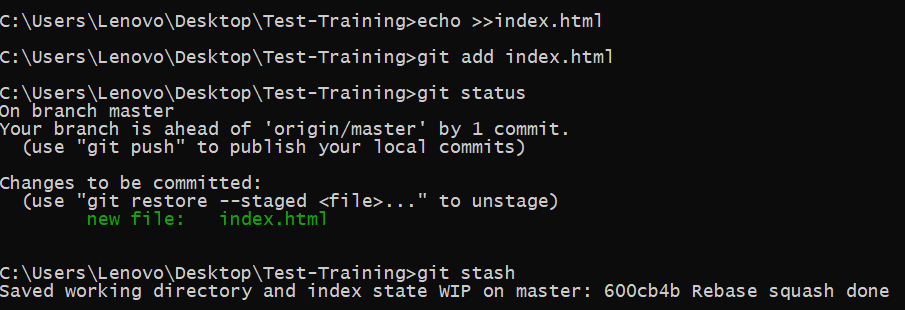 C:\Users\Lenovo\Desktop\Test-Training>echo >>index.html
C:\Users\Lenovo\Desktop\Test-Training>git add index.html
C:\Users\Lenovo\Desktop\Test-Training>git status
On branch master
Your branch is ahead of 'origin/master' by 1 commit.
  (use "git push" to publish your local commits)
Changes to be committed:
  (use "git restore --staged <file>..." to unstage)
        new file:   index.html
C:\Users\Lenovo\Desktop\Test-Training>git stash
Saved working directory and index state WIP on master: 600cb4b Rebase squash done